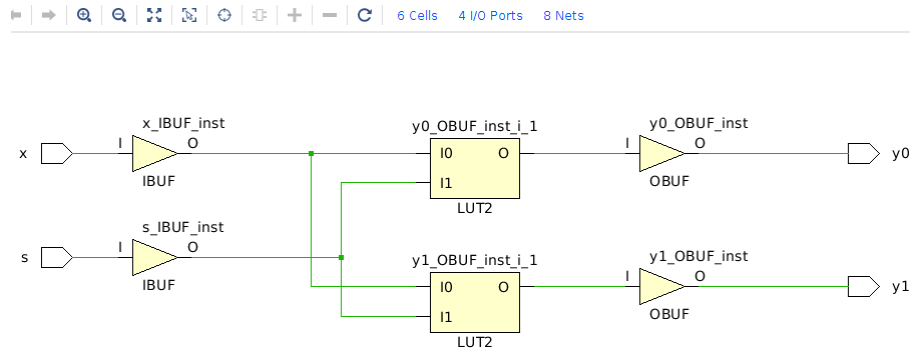 6 Cells 4 I/O Ports 8 Nets
x_IBUF_inst y0_OBUF_inst_i_1 y0_OBUF_inst
x I O I0 O I O y0
IBUF I1 OBUF
LUT2
s_IBUF_inst y1_OBUF_inst_i_1 y1_OBUF_inst
s I O I0 O I O y1
IBUF I1 OBUF
LUT2